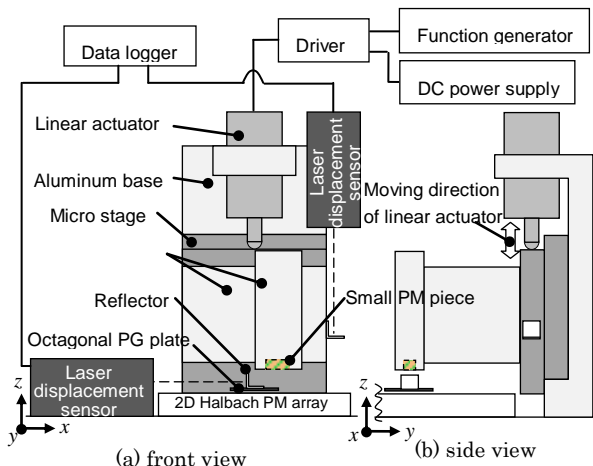 Data logger
Driver
Function generator
DC power supply
Linear actuator
Aluminum base
Micro stage
Reflector
Octagonal PG plate
Laser
displacement
sensor
Laser
displacement
sensor
Moving direction
of linear actuator
Small PM piece
2D Halbach PM array
z
y
x
z
x
y
(a) front view
(b) side view